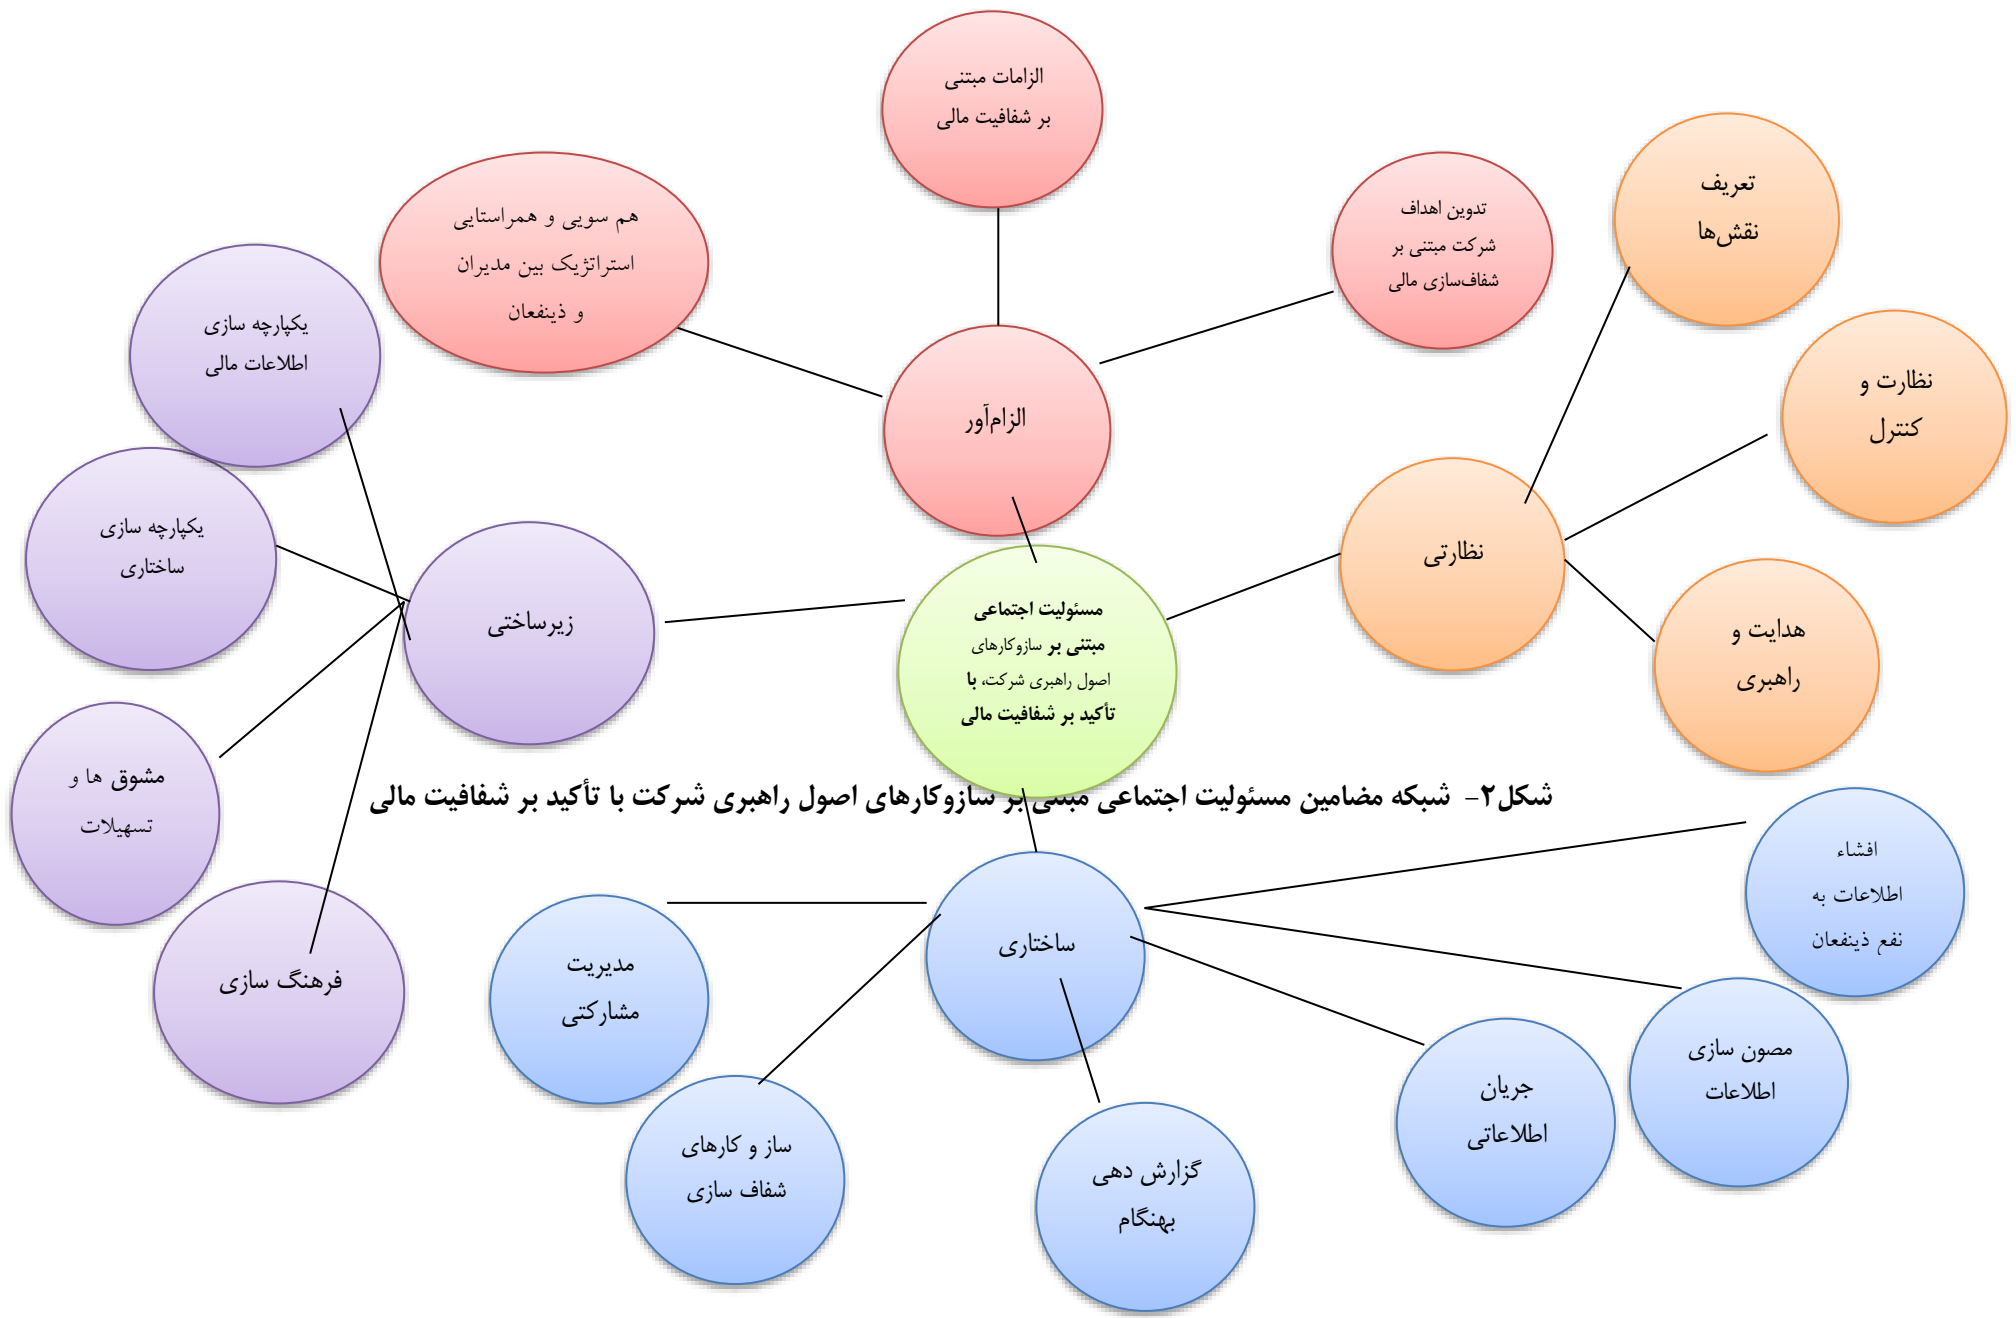 الزامات مبتنی
بر شفافیت مالی
تدوین اهداف
شرکت مبتنی بر
شفاف‌سازی مالی
هم سویی و همراستایی
استراتژیک بین مدیران
و ذینفعان
الزام‌آور
تعریف
نقش‌ها
نظارت و
کنترل
هدایت و
راهبری
نظارتی
یکپارچه سازی
اطلاعات مالی
یکپارچه سازی
ساختاری
مشوق ها و
تسهیلات
فرهنگ سازی
زیرساختی
مسئولیت اجتماعی
مبتنی بر سازوکارهای
اصول راهبری شرکت، با
تأکید بر شفافیت مالی
شکل۲- شبکه مضامین مسئولیت اجتماعی مبتنی بر سازوکارهای اصول راهبری شرکت با تأکید بر شفافیت مالی
ساختاری
افشاء
اطلاعات به
نفع ذینفعان
مصون سازی
اطلاعات
جریان
اطلاعاتی
گزارش دهی
بهنگام
ساز و کارهای
شفاف سازی
مدیریت
مشارکتی